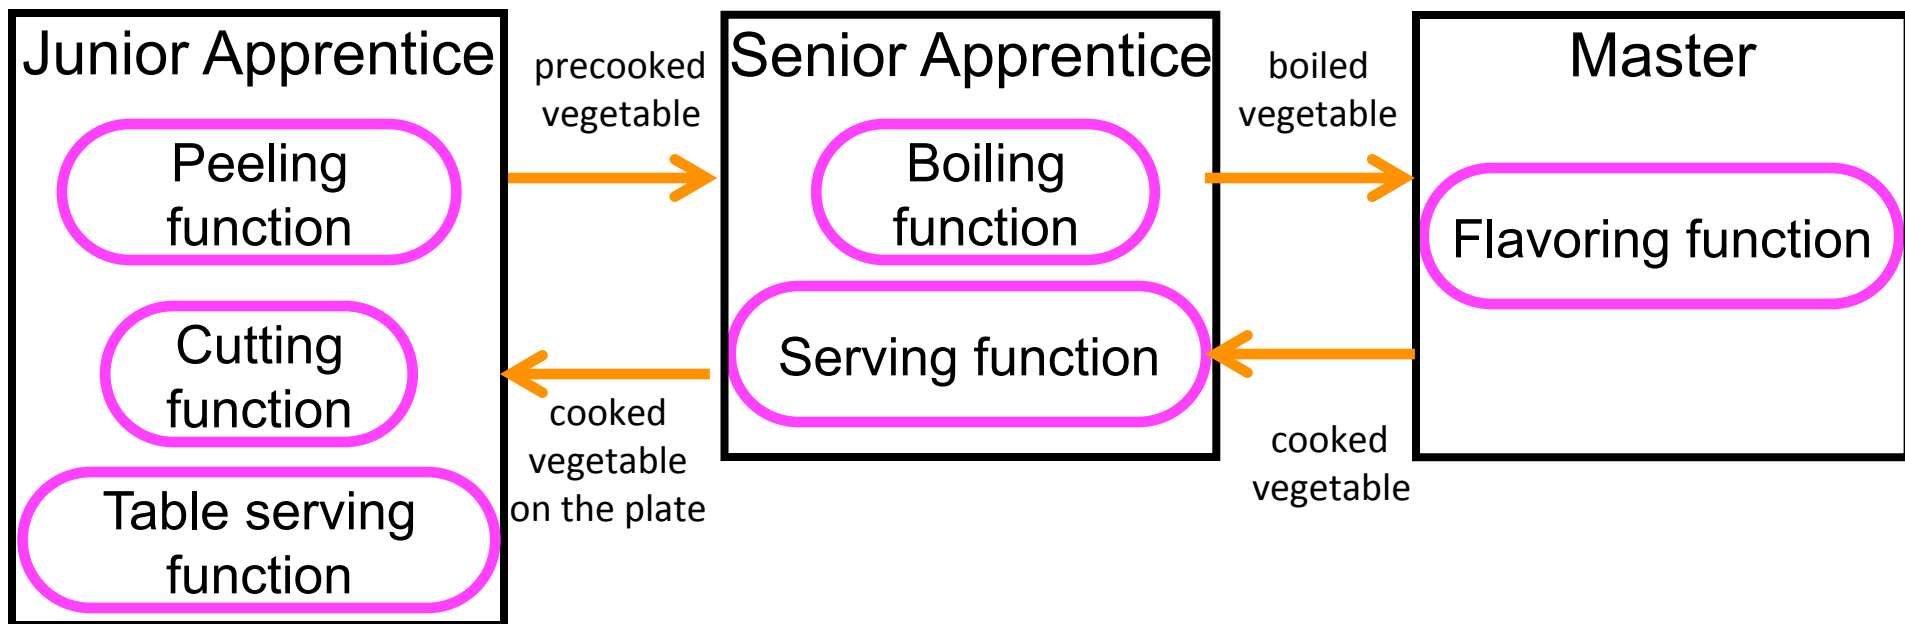 Junior Apprentice
Peeling
function
Cutting
function
Table serving
function
precooked
vegetable
cooked
vegetable
on the plate
Senior Apprentice
Boiling
function
Serving function
boiled
vegetable
cooked
vegetable
Master
Flavoring function